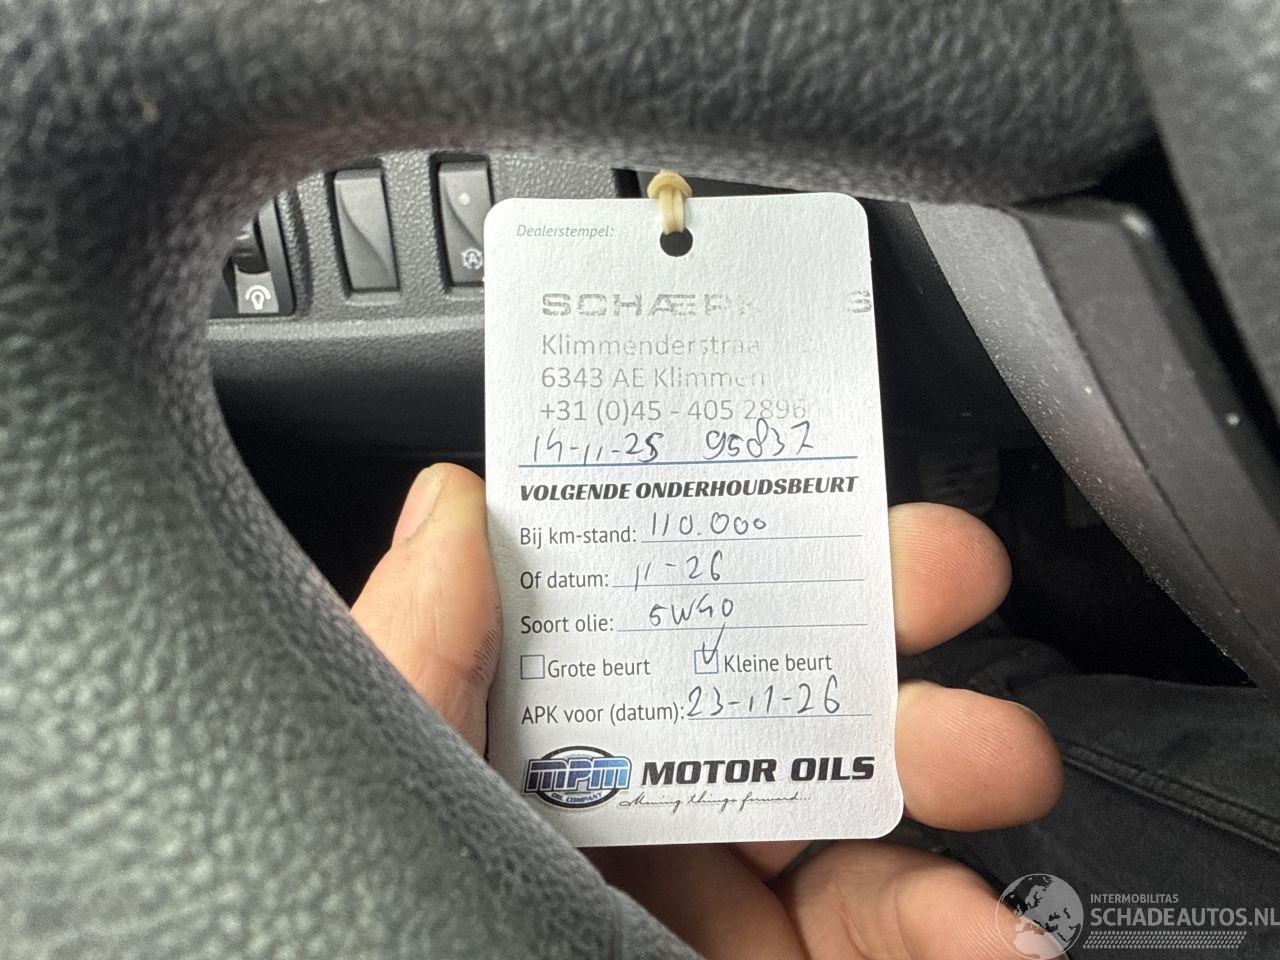 Dealerstempel:
Klimmenderstraa
6343 AE Klimmen
+31 (0)45 - 405 2896
14-11-25 95837
VOLGENDE ONDERHOUDSBEURT
Bij km-stand: 110.000
Of datum: 11-26
Soort olie: 5W40
Grote beurt Kleine beurt
APK voor (datum): 23-11-26
MPM MOTOR OILS
OIL COMPANY Moving things forward...
INTERMOBILITAS
SCHADEAUTOS.NL